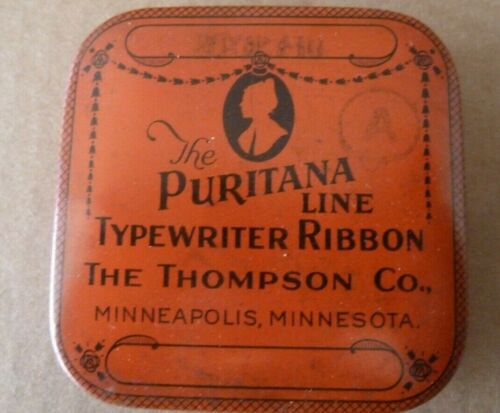 The
PURITANA
LINE
TYPEWRITER RIBBON
THE THOMPSON CO.,
MINNEAPOLIS, MINNESOTA.
A